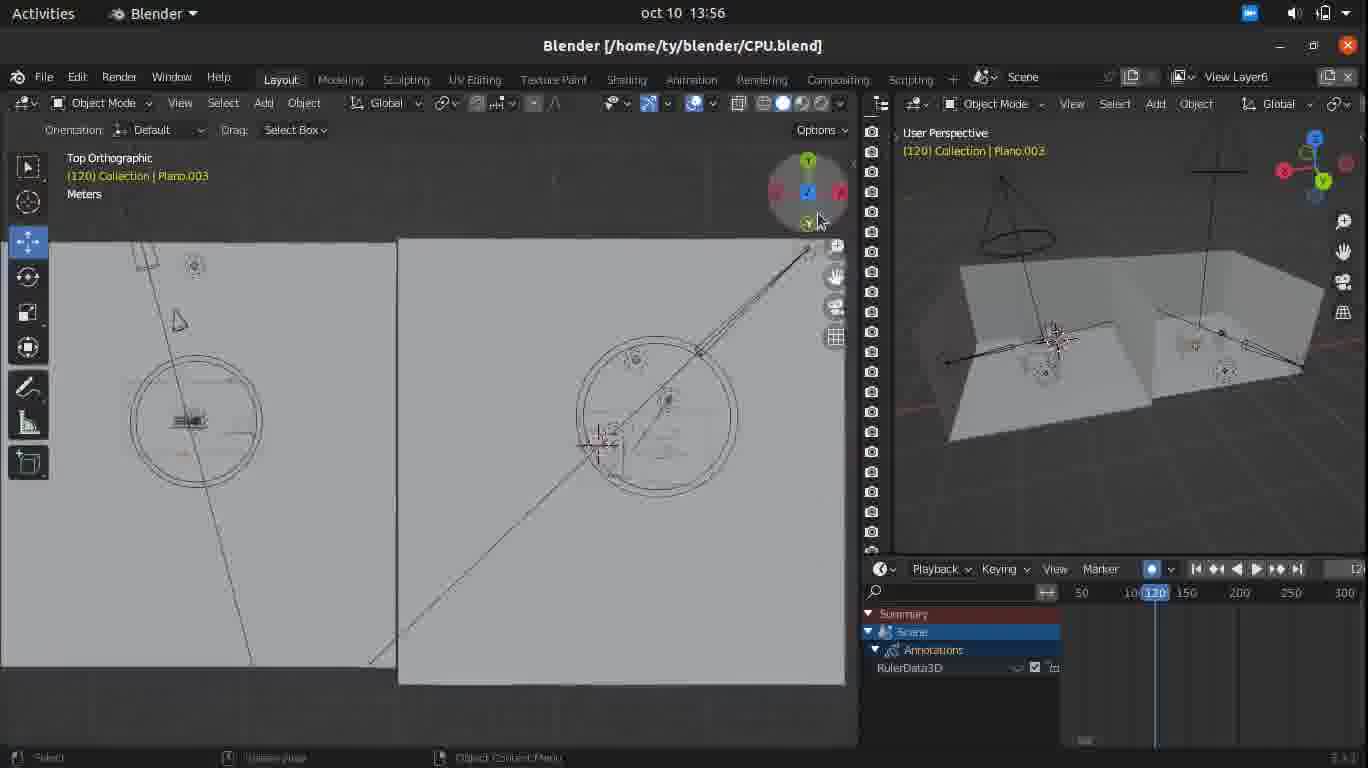 Activities Blender oct 10 13:56
Blender [/home/ty/blender/CPU.blend]
File Edit Render Window Help Layout Modeling Sculpting UV Editing Texture Paint Shading Animation Rendering Compositing Scripting + Scene View Layer6
Object Mode View Select Add Object Global Object Mode View Select Add Object Global
Orientation: Default Drag: Select Box Options
Top Orthographic
(120) Collection | Plano.003
Meters
User Perspective
(120) Collection | Plano.003
Y
Z
X
Y
Z
X
Y
Playback Keying View Marker
50 120 150 200 250 300
Summary
Scene
Annotations
RulerData3D
Select Object Context Menu